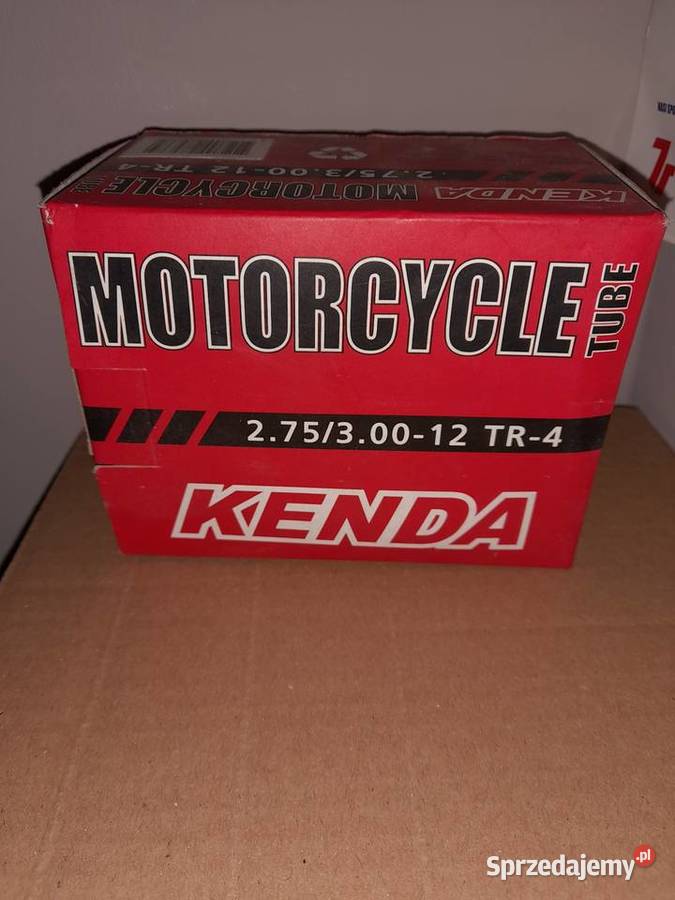 2.75/3.00-12 TR-4
KENDA MOTORCYCLE TUBE
MOTORCYCLE TUBE
2.75/3.00-12 TR-4
KENDA
Sprzedajemy.pl